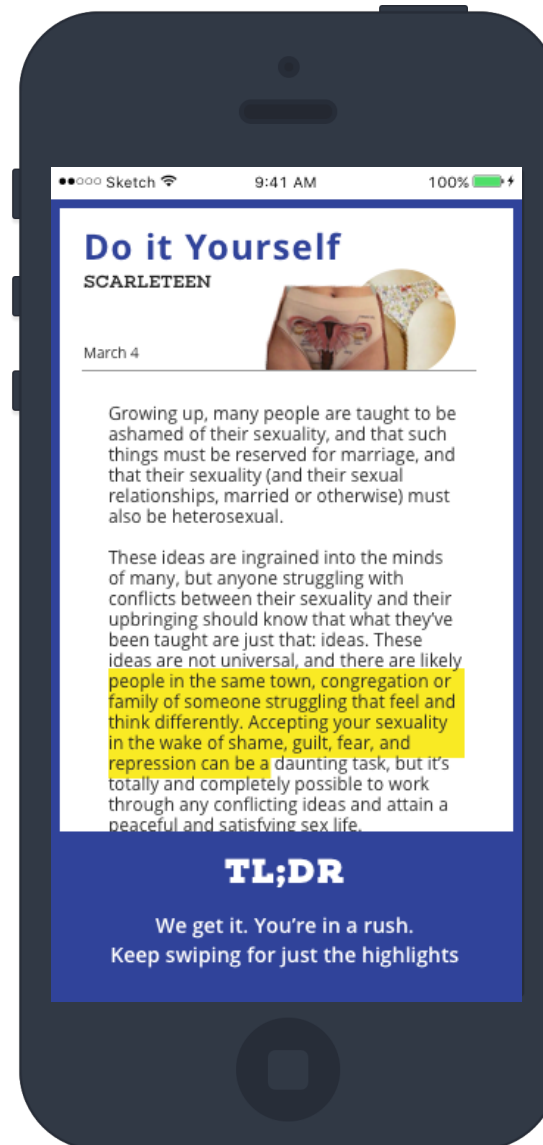 Sketch 9:41 AM 100%
Do it Yourself
SCARLETEEN
March 4
Growing up, many people are taught to be
ashamed of their sexuality, and that such
things must be reserved for marriage, and
that their sexuality (and their sexual
relationships, married or otherwise) must
also be heterosexual.
These ideas are ingrained into the minds
of many, but anyone struggling with
conflicts between their sexuality and their
upbringing should know that what they’ve
been taught are just that: ideas. These
ideas are not universal, and there are likely
people in the same town, congregation or
family of someone struggling that feel and
think differently. Accepting your sexuality
in the wake of shame, guilt, fear, and
repression can be a daunting task, but it’s
totally and completely possible to work
through any conflicting ideas and attain a
peaceful and satisfying sex life.
TL;DR
We get it. You’re in a rush.
Keep swiping for just the highlights